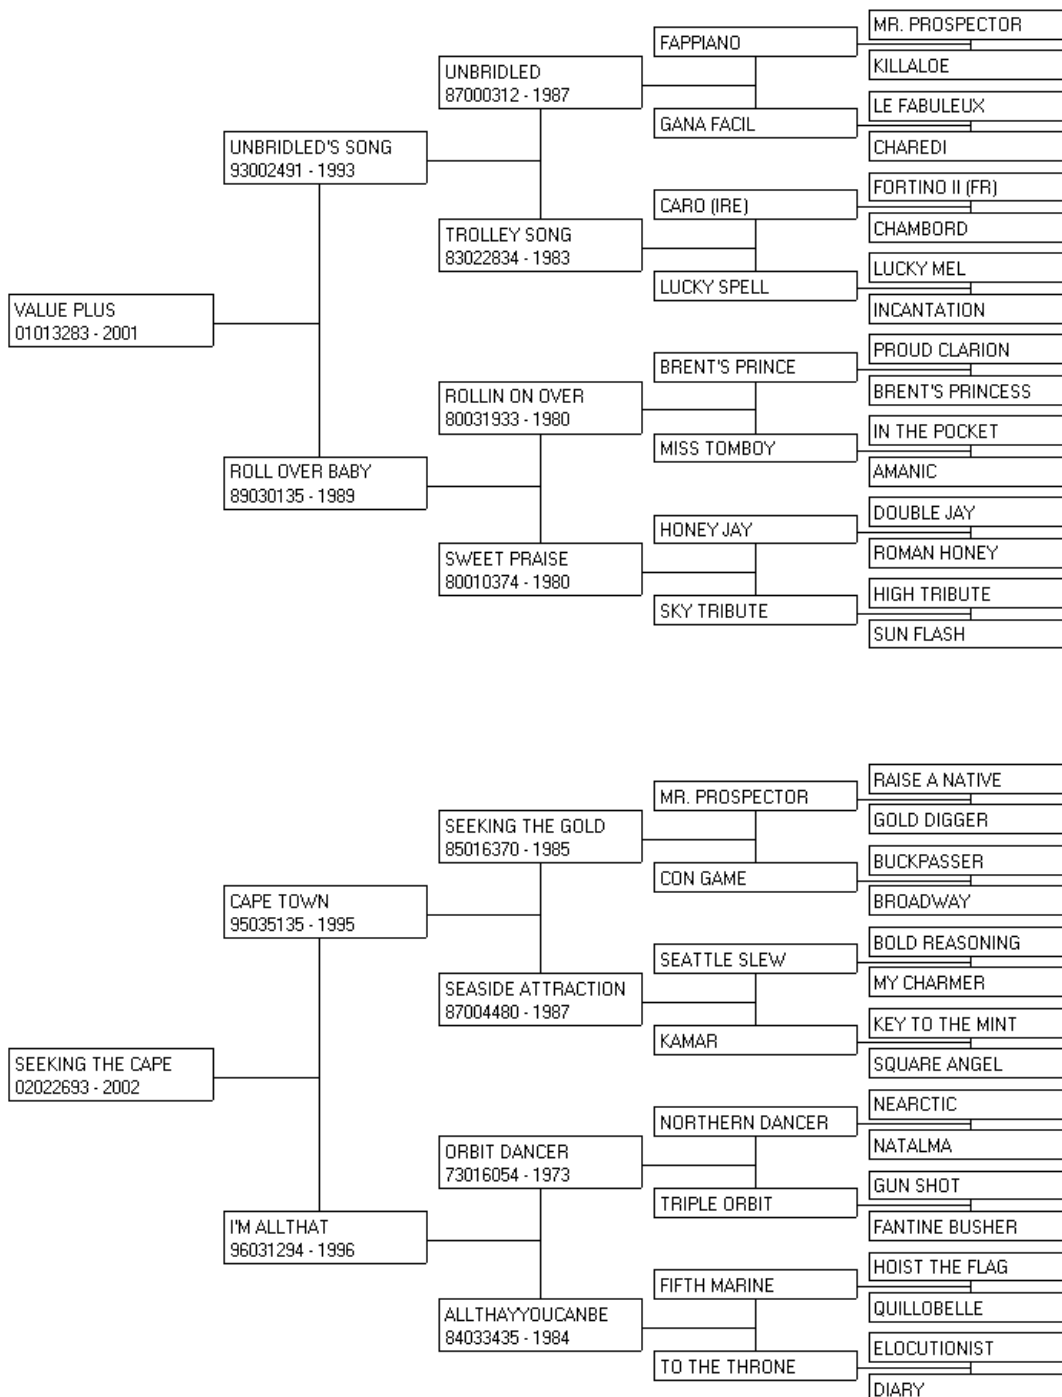 MR. PROSPECTOR
FAPPIANO
KILLALOE
UNBRIDLED
87000312 - 1987
LE FABULEUX
GANA FACIL
CHAREDI
UNBRIDLED'S SONG
93002491 - 1993
FORTINO II (FR)
CARO (IRE)
CHAMBORD
TROLLEY SONG
83022834 - 1983
LUCKY MEL
LUCKY SPELL
INCANTATION
VALUE PLUS
01013283 - 2001
PROUD CLARION
BRENT'S PRINCE
BRENT'S PRINCESS
ROLLIN ON OVER
80031933 - 1980
IN THE POCKET
MISS TOMBOY
AMANIC
ROLL OVER BABY
89030135 - 1989
DOUBLE JAY
HONEY JAY
ROMAN HONEY
SWEET PRAISE
80010374 - 1980
HIGH TRIBUTE
SKY TRIBUTE
SUN FLASH
RAISE A NATIVE
MR. PROSPECTOR
GOLD DIGGER
SEEKING THE GOLD
85016370 - 1985
BUCKPASSER
CON GAME
BROADWAY
CAPE TOWN
95035135 - 1995
BOLD REASONING
SEATTLE SLEW
MY CHARMER
SEASIDE ATTRACTION
87004480 - 1987
KEY TO THE MINT
KAMAR
SQUARE ANGEL
SEEKING THE CAPE
02022693 - 2002
NEARCTIC
NORTHERN DANCER
NATALMA
ORBIT DANCER
73016054 - 1973
GUN SHOT
TRIPLE ORBIT
FANTINE BUSHER
I'M ALLTHAT
96031294 - 1996
HOIST THE FLAG
FIFTH MARINE
QUILLOBELLE
ALLTHAYYOUCANBE
84033435 - 1984
ELOCUTIONIST
TO THE THRONE
DIARY